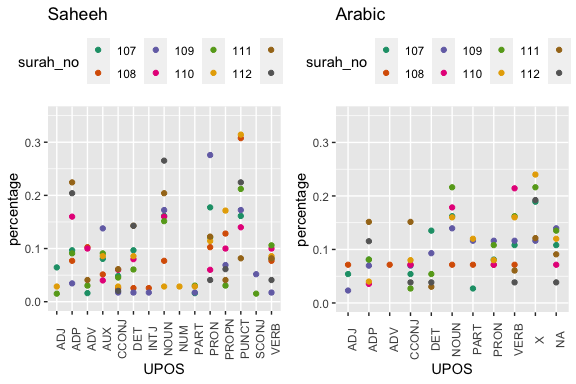 Saheeh
surah_no 107 109 111
108 110 112
percentage
0.3
0.2
0.1
0.0
ADJ ADP ADV AUX CCONJ DET INTJ NOUN NUM PART PRON PROPN PUNCT SCONJ VERB
UPOS
Arabic
surah_no 107 109 111
108 110 112
percentage
0.3
0.2
0.1
0.0
ADJ ADP ADV CCONJ DET NOUN PART PRON VERB X NA
UPOS